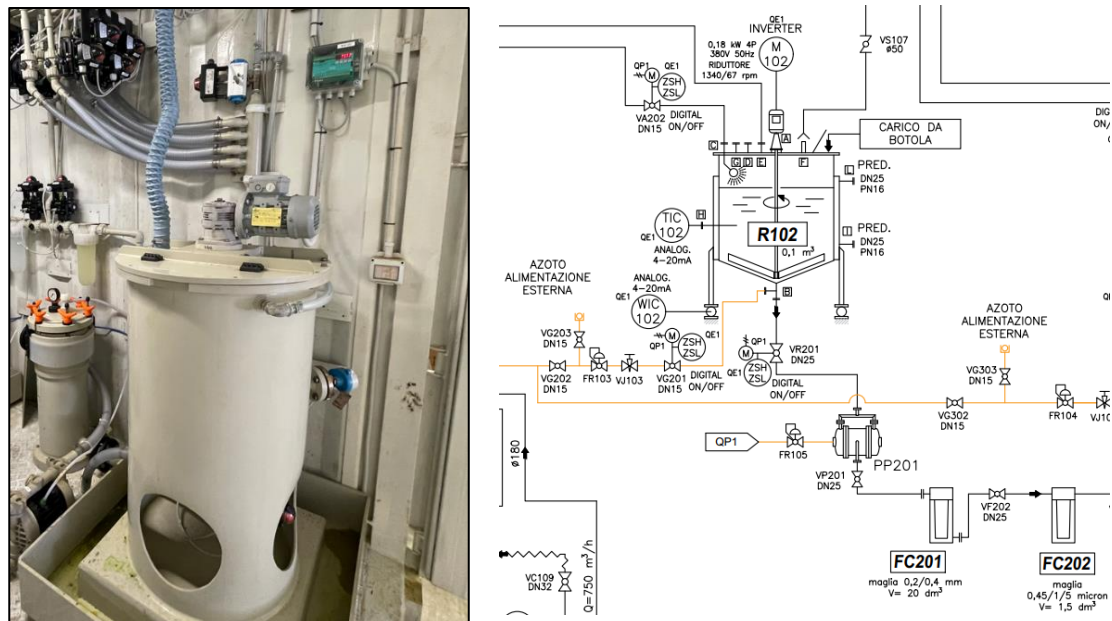 QE1
INVERTER
M
102
0,18 kW 4P
380V 50Hz
RIDUTTORE
1340/67 rpm
VS107
ø50
QP1
M
QE1
ZSH
ZSL
VA202
DN15
DIGITAL
ON/OFF
CARICO DA
BOTOLA
C
G
D
E
A
F
L
PRED.
DN25
PN16
TIC
102
H
QE1
ANALOG.
4-20mA
R102
0,1 m³
I
PRED.
DN25
PN16
AZOTO
ALIMENTAZIONE
ESTERNA
ANALOG.
4-20mA
QE1
WIC
102
B
VG203
DN15
M
QP1
ZSH
ZSL
QE1
VG202
DN15
FR103
VJ103
VG201
DN15
DIGITAL
ON/OFF
QP1
M
QE1
ZSH
ZSL
VR201
DN25
DIGITAL
ON/OFF
AZOTO
ALIMENTAZIONE
ESTERNA
VG303
DN15
VG302
DN15
FR104
QP1
FR105
PP201
VP201
DN25
ø180
VF202
DN25
FC201
maglia 0,2/0,4 mm
V= 20 dm³
FC202
maglia
0,45/1/5 micron
V= 1,5 dm³
VC109
DN32
Q=750 m³/h